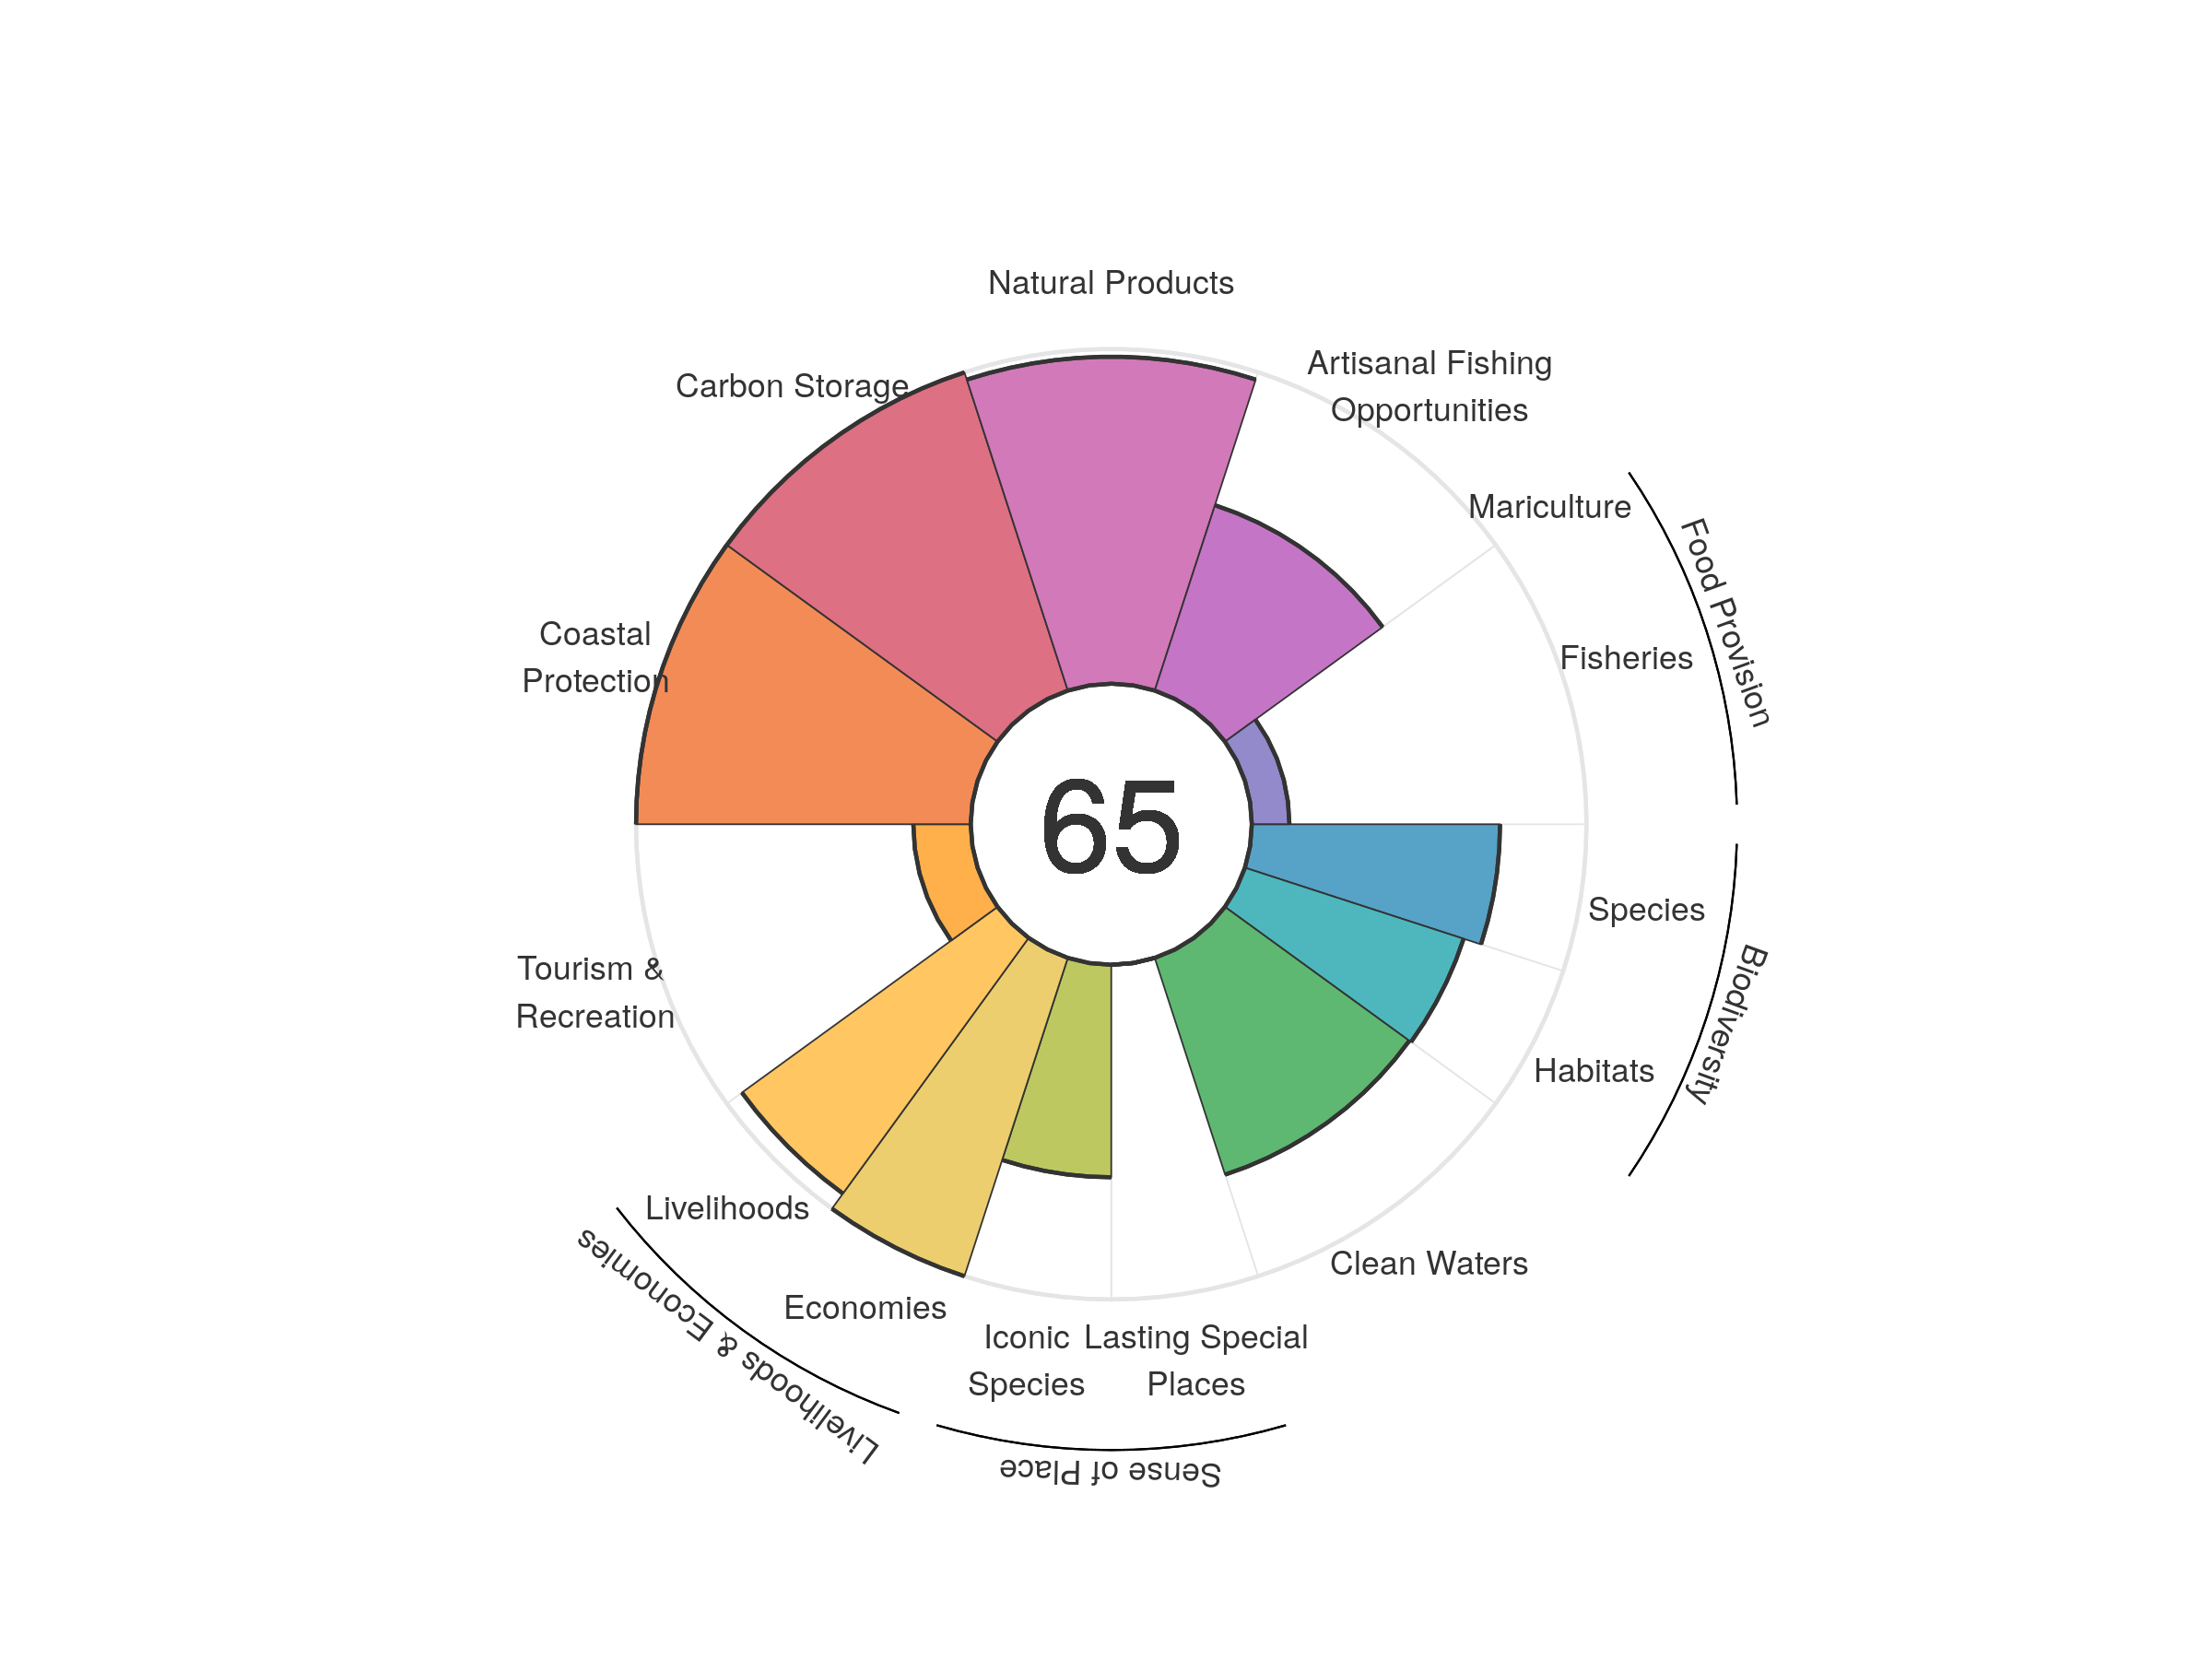 Natural Products
Artisanal Fishing
Opportunities
Carbon Storage
Mariculture
Food Provision
Fisheries
Coastal
Protection
65
Species
Biodiversity
Tourism &
Recreation
Habitats
Livelihoods
Clean Waters
Economies
Livelihoods & Economies
Iconic
Species
Lasting Special
Places
Sense of Place